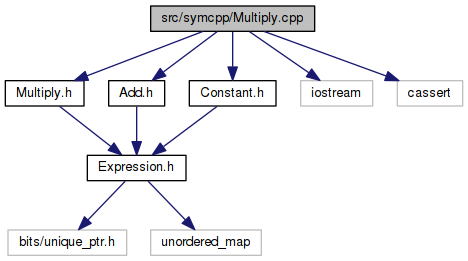 src/symcpp/Multiply.cpp
Multiply.h
Add.h
Constant.h
iostream
cassert
Expression.h
bits/unique_ptr.h
unordered_map